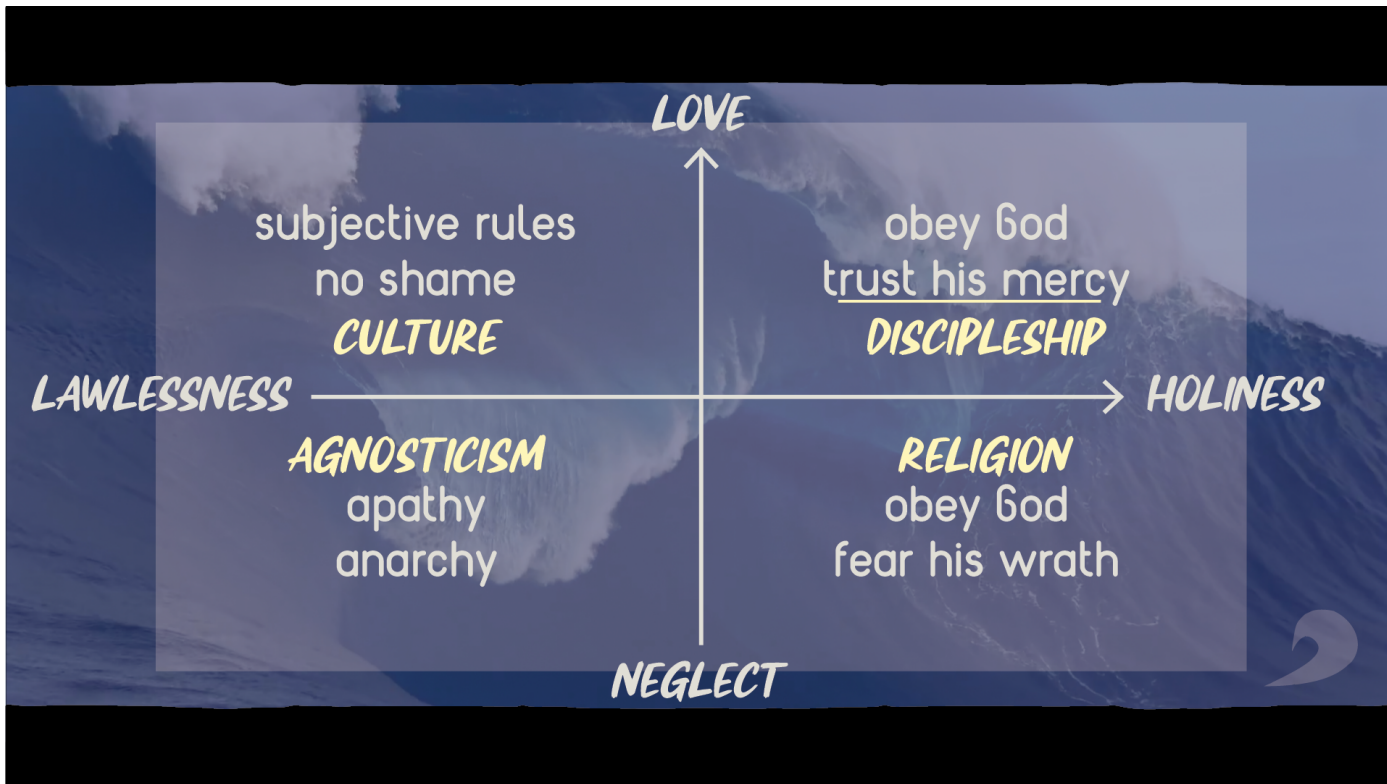 LOVE
subjective rules
no shame
CULTURE
obey God
trust his mercy
DISCIPLESHIP
LAWLESSNESS
HOLINESS
AGNOSTICISM
apathy
anarchy
RELIGION
obey God
fear his wrath
NEGLECT